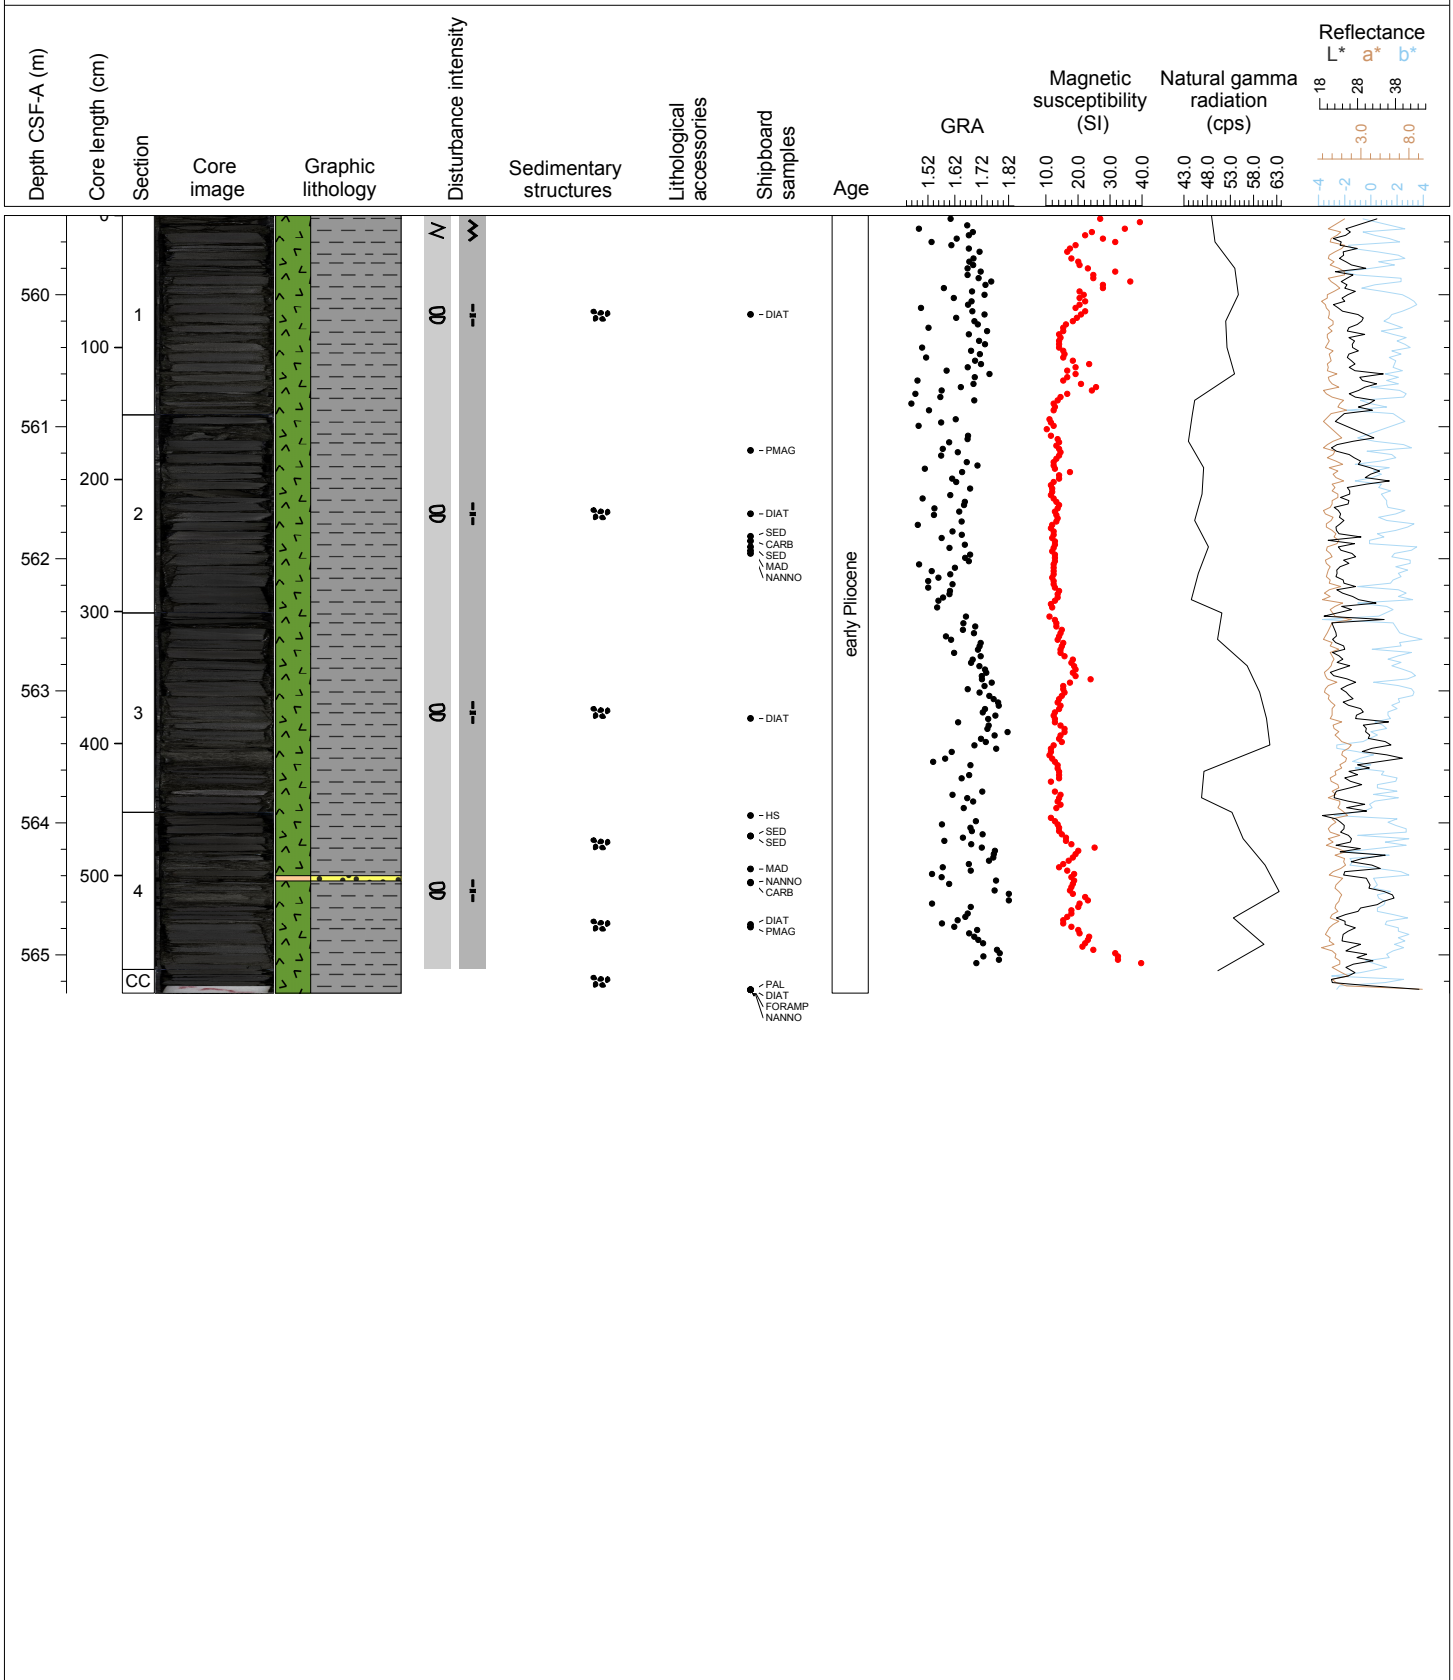 Depth CSF-A (m)
Core length (cm)
Section
Core
image
Graphic
lithology
Disturbance intensity
Sedimentary
structures
Lithological
accessories
Shipboard
samples
Age
GRA
1.52 1.62 1.72 1.82
Magnetic
susceptibility
(SI)
10.0 20.0 30.0 40.0
Natural gamma
radiation
(cps)
43.0 48.0 53.0 58.0 63.0
Reflectance
L* a* b*
18 28 38
3.0 8.0
-4 -2 0 2 4
0
560
1
DIAT
100
561
PMAG
200
2
DIAT
SED
CARB
562
SED
MAD
NANNO
300
early Pliocene
563
3
DIAT
400
564
HS
SED
SED
MAD
500
4
NANNO
CARB
DIAT
PMAG
565
CC
PAL
DIAT
FORAMP
NANNO